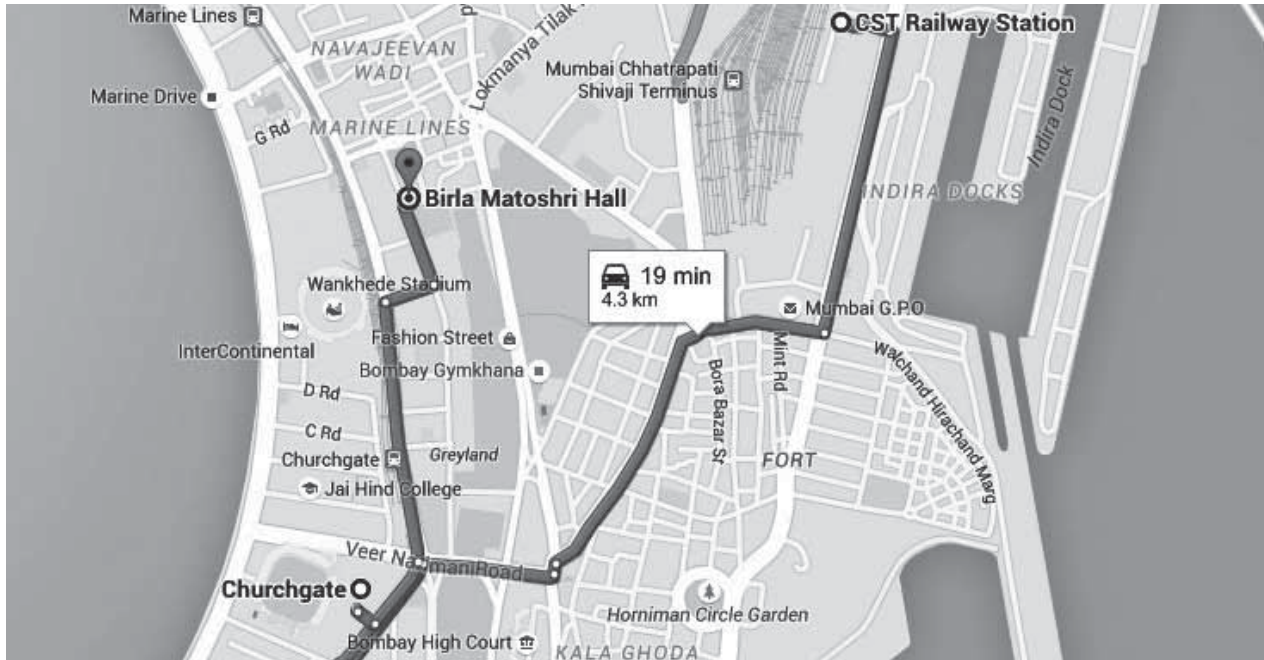 Marine Lines
CST Railway Station
NAVAJEEVAN
WADI
Lokmanya Tilak
Mumbai Chhatrapati
Shivaji Terminus
Marine Drive
G Rd
MARINE LINES
Indira Dock
INDIRA DOCKS
Birla Matoshri Hall
19 min
4.3 km
Wankhede Stadium
Mumbai G.P.O
Fashion Street
InterContinental
Bombay Gymkhana
Mint Rd
Walchand Hirachand Marg
Bora Bazar St
D Rd
C Rd
Churchgate
Greyland
FORT
Jai Hind College
Veer Nariman Road
Churchgate
Horniman Circle Garden
Bombay High Court
KALA GHODA